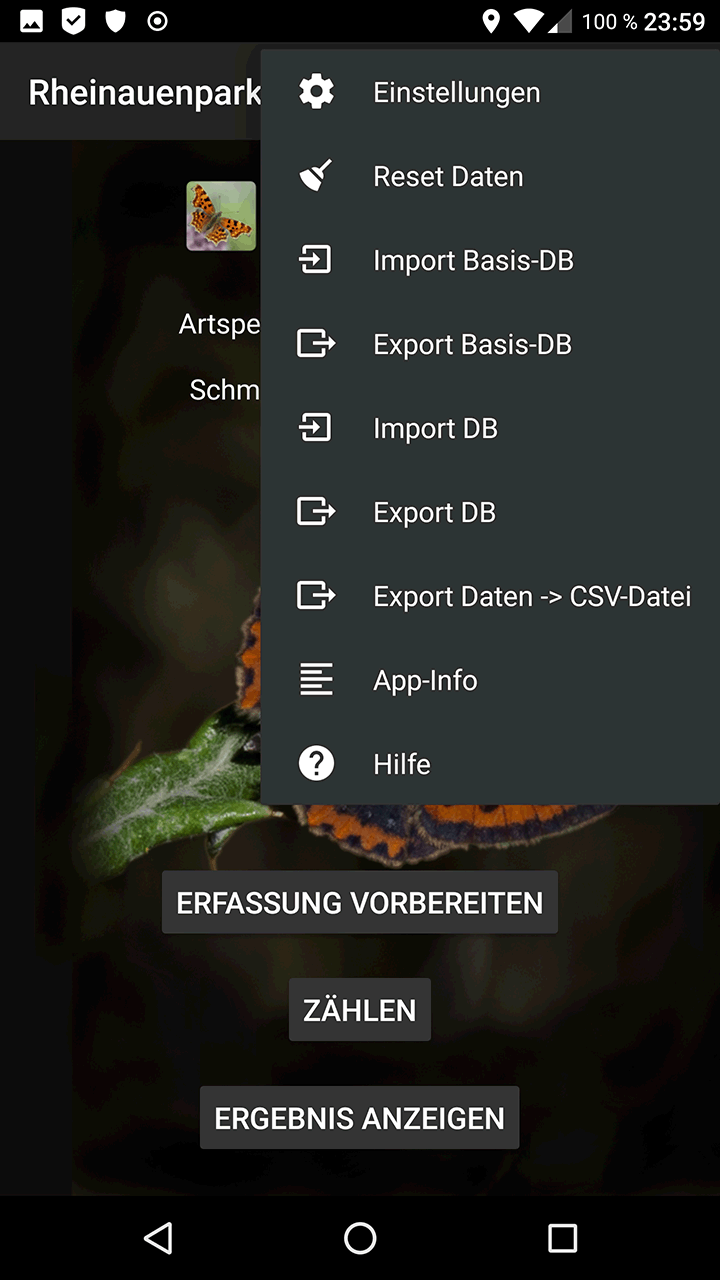 100 % 23:59
Rheinauenpark
Einstellungen
Reset Daten
Import Basis-DB
Artspe
Export Basis-DB
Schm
Import DB
Export DB
Export Daten -> CSV-Datei
App-Info
Hilfe
ERFASSUNG VORBEREITEN
ZÄHLEN
ERGEBNIS ANZEIGEN